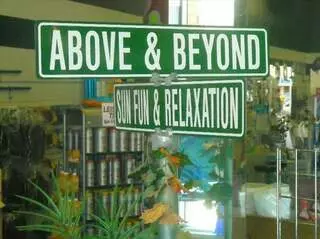 ABOVE & BEYOND
SUN FUN & RELAXATION